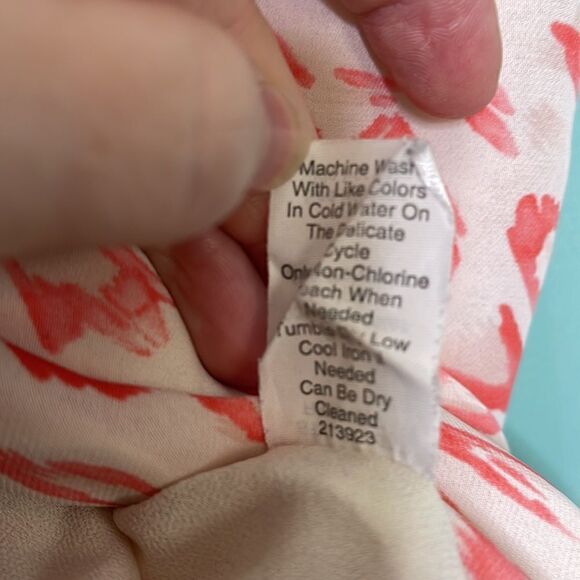 Machine Wash
With Like Colors
In Cold Water On
The Delicate
Cycle
Only Non-Chlorine
Bleach When
Needed
Tumble Dry Low
Cool Iron
Needed
Can Be Dry
Cleaned
213923